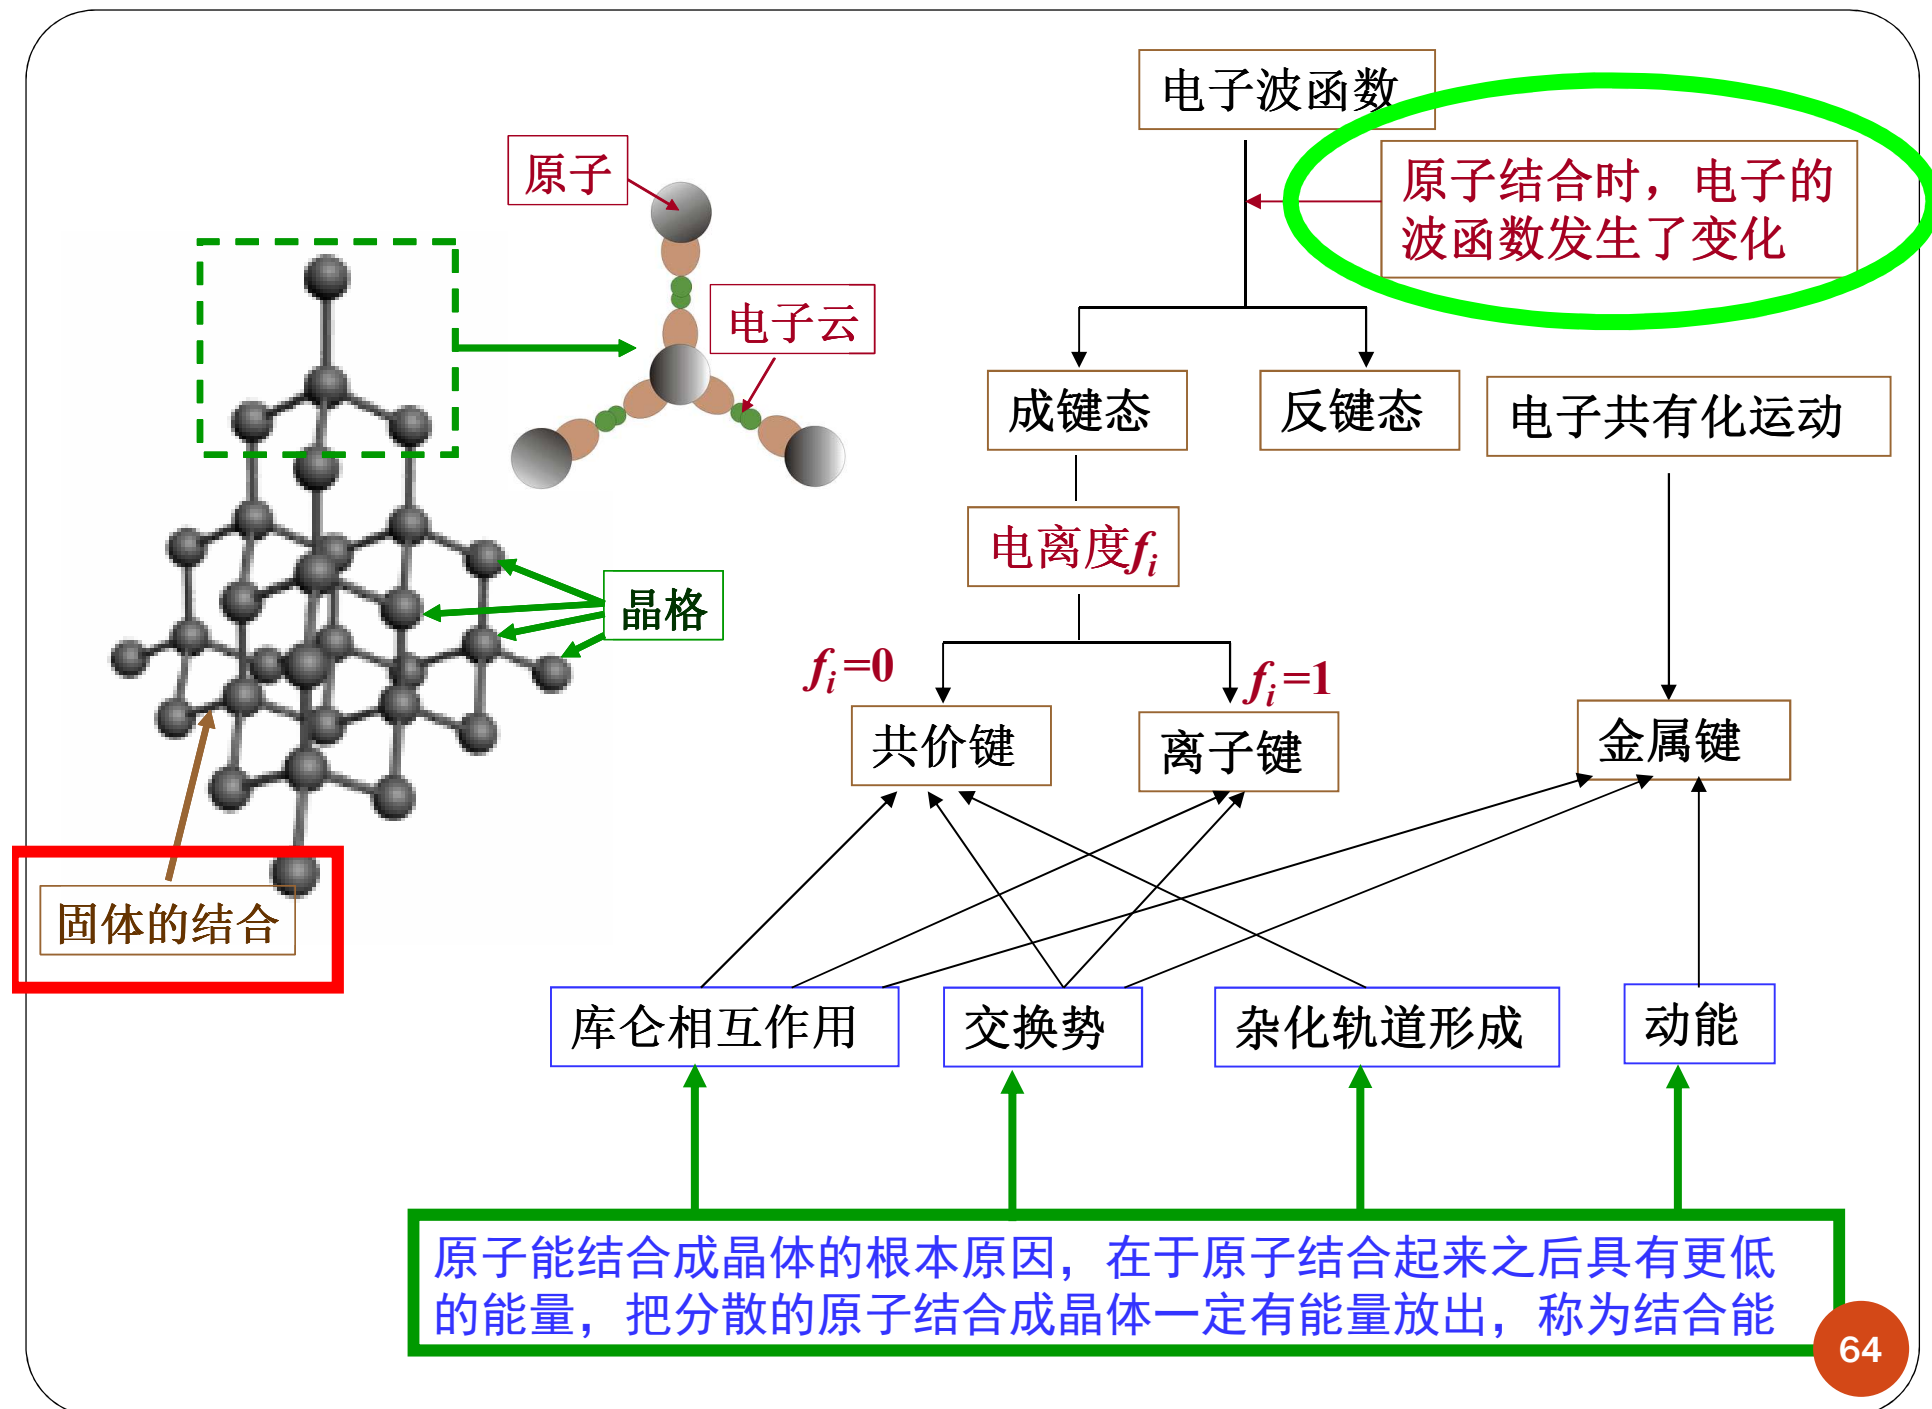 电子波函数
原子结合时，电子的
波函数发生了变化
原子
电子云
成键态
反键态
电子共有化运动
电离度fi
晶格
fi=0
fi=1
共价键
离子键
金属键
固体的结合
库仑相互作用
交换势
杂化轨道形成
动能
原子能结合成晶体的根本原因，在于原子结合起来之后具有更低
的能量，把分散的原子结合成晶体一定有能量放出，称为结合能
64